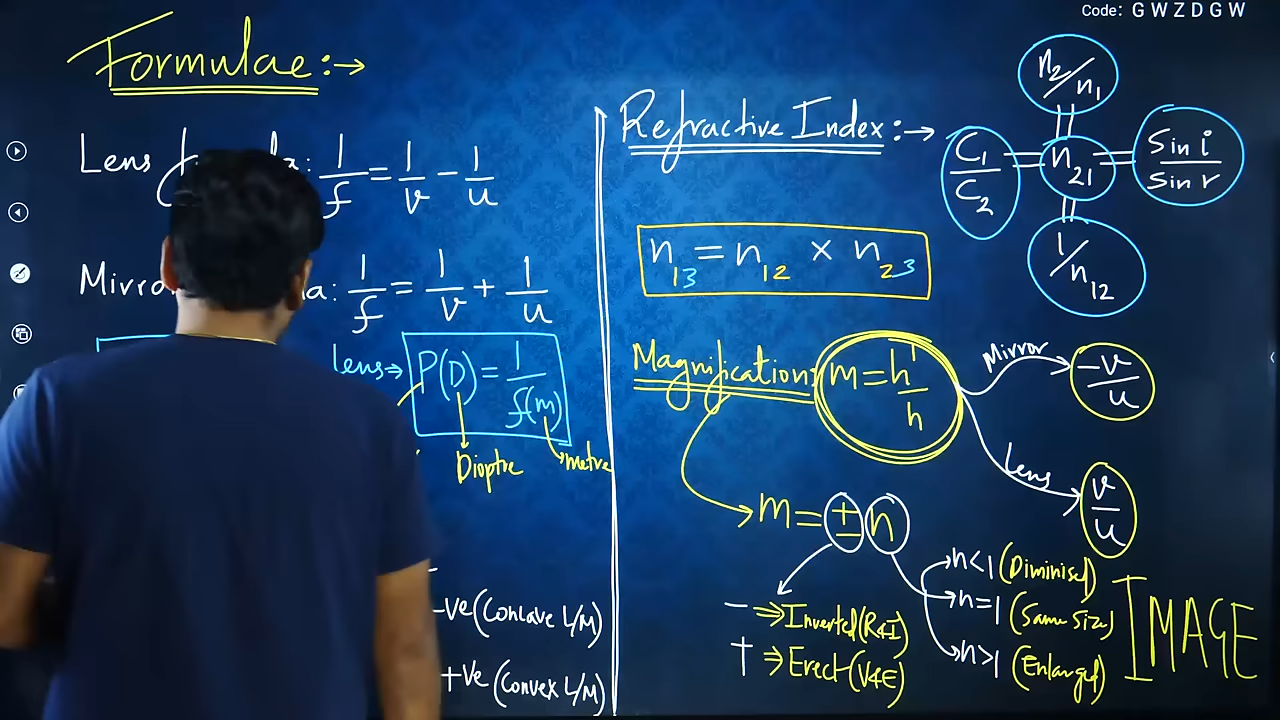 Code: G W Z D G W
Formulae:→
Lens f la: 1/f = 1/v - 1/u
Mirro a: 1/f = 1/v + 1/u
lens→ P(D) = 1/f(m)
Dioptre
metre
-ve (Concave L/M)
+ve (Convex L/M)
Refractive Index:→
n2/n1
C1/C2 = n21 = Sin i/Sin r
1/n12
n13 = n12 × n23
Magnification: m = h'/h
Mirror -v/u
Lens v/u
m = ± n
- ⇒ Inverted (R&I)
+ ⇒ Erect (V&E)
n<1 (Diminised)
n=1 (Same Size)
n>1 (Enlarged)
IMAGE